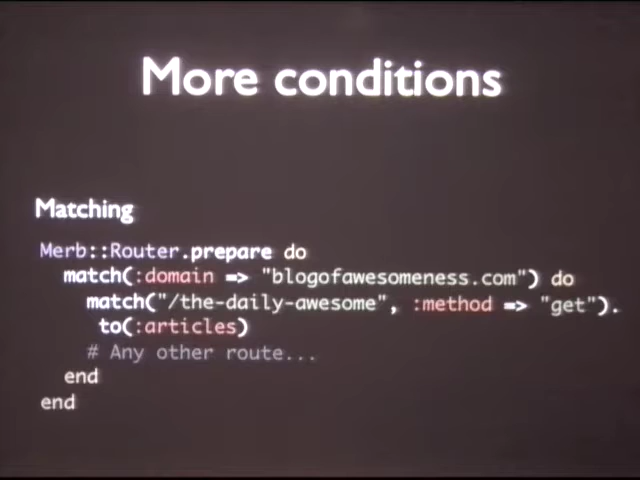 More conditions
Matching
Merb::Router.prepare do
match(:domain => "blogofawesomeness.com") do
match("/the-daily-awesome", :method => "get").
to(:articles)
# Any other route...
end
end